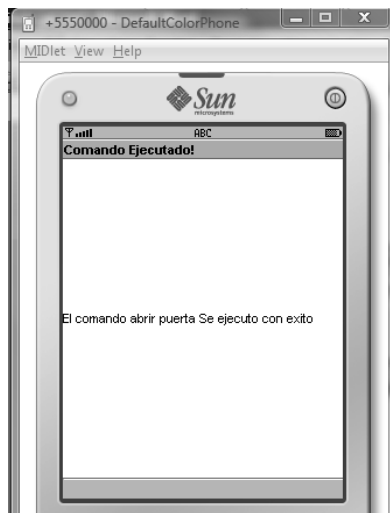 +5550000 - DefaultColorPhone
MIDlet View Help
Sun
microsystems
ABC
Comando Ejecutado!
El comando abrir puerta Se ejecuto con exito